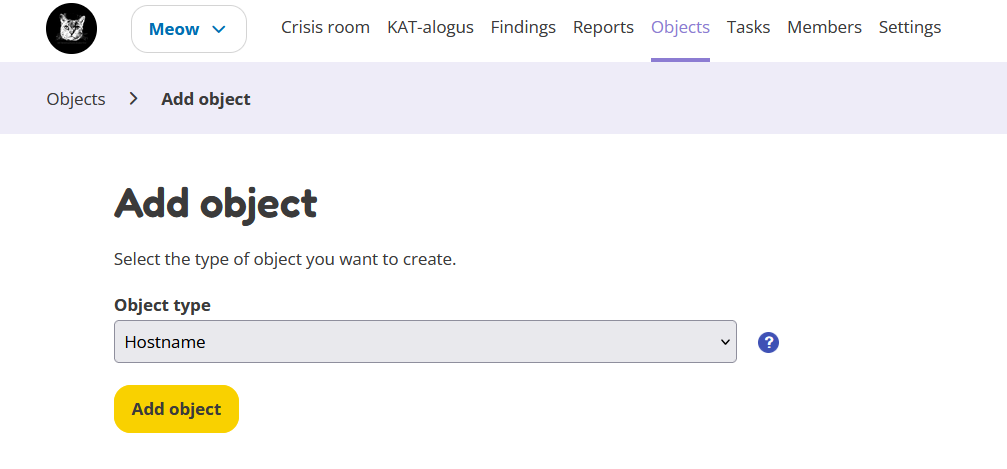 Meow
Crisis room KAT-alogus Findings Reports Objects Tasks Members Settings
Objects > Add object
Add object
Select the type of object you want to create.
Object type
Hostname
?
Add object